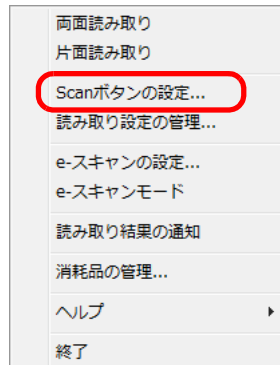 両面読み取り
片面読み取り
Scanボタンの設定...
読み取り設定の管理...
e-スキャンの設定...
e-スキャンモード
読み取り結果の通知
消耗品の管理...
ヘルプ
終了